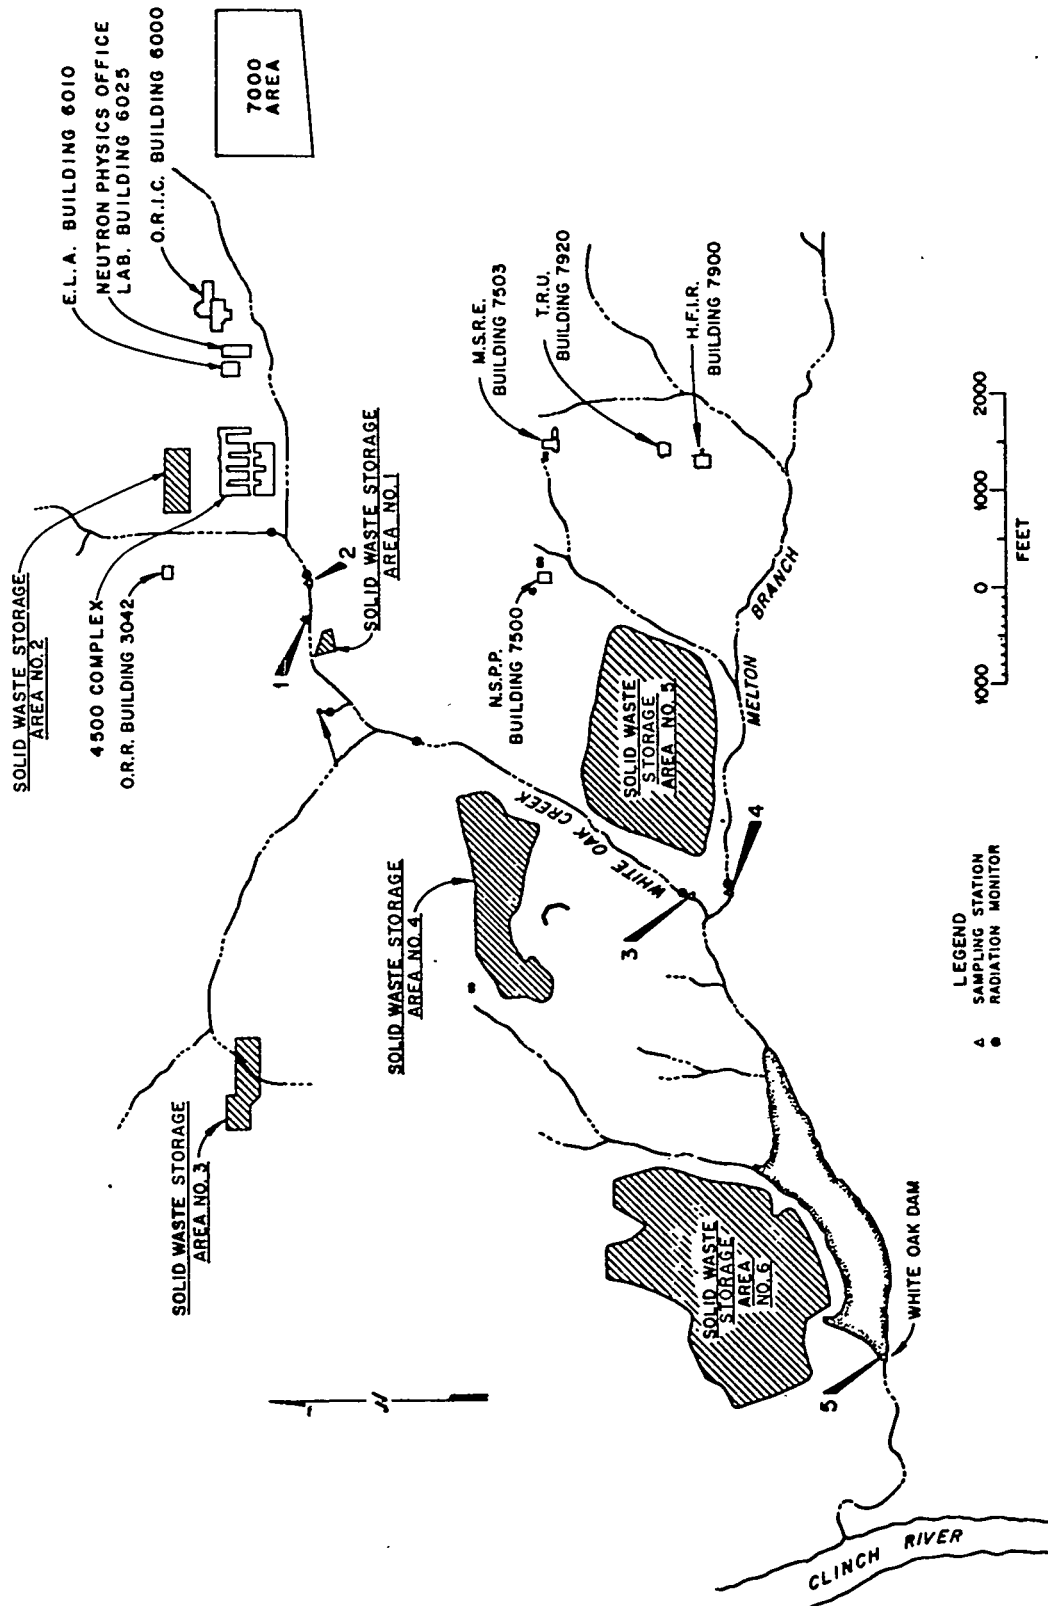 E.L.A. BUILDING 6010
NEUTRON PHYSICS OFFICE
LAB. BUILDING 6025
O.R.I.C. BUILDING 6000
7000
AREA
SOLID WASTE STORAGE
AREA NO. 2
4500 COMPLEX
O.R.R. BUILDING 3042
1
2
SOLID WASTE STORAGE
AREA NO. 1
M.S.R.E.
BUILDING 7503
T.R.U.
BUILDING 7920
H.F.I.R.
BUILDING 7900
N.S.P.P.
BUILDING 7500
SOLID WASTE
STORAGE
AREA NO. 5
MELTON BRANCH
WHITE OAK CREEK
3
4
SOLID WASTE STORAGE
AREA NO. 4
SOLID WASTE STORAGE
AREA NO. 3
SOLID WASTE
STORAGE
AREA
NO. 6
5
WHITE OAK DAM
CLINCH RIVER
N
1000 0 1000 2000
FEET
LEGEND
△ SAMPLING STATION
● RADIATION MONITOR